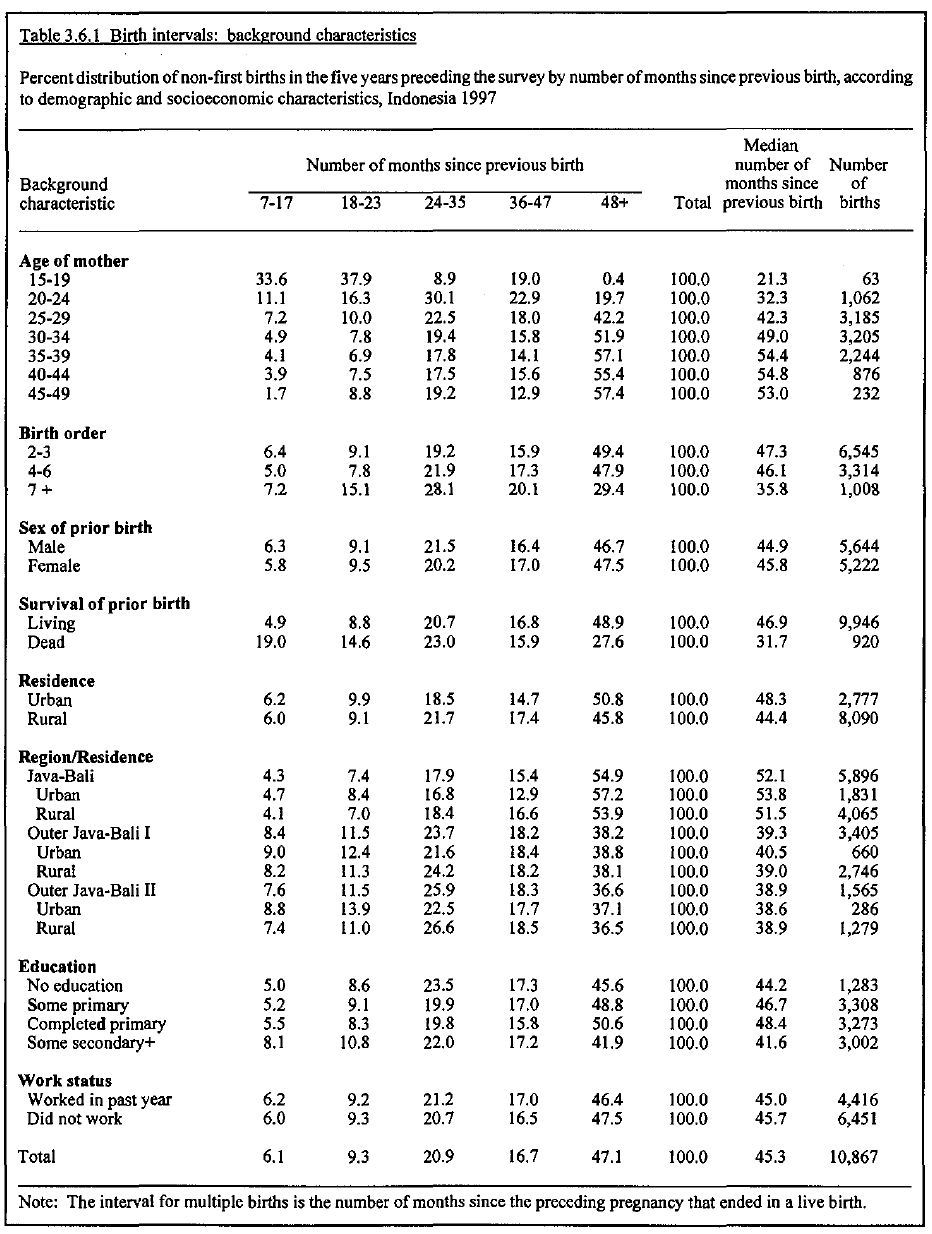 Table 3.6.1 Birth intervals: background characteristics
Percent distribution of non-first births in the five years preceding the survey by number of months since previous birth, according
to demographic and socioeconomic characteristics, Indonesia 1997
Median
Number of months since previous birth number of Number
Background months since of
characteristic 7-17 18-23 24-35 36-47 48+ Total previous birth births
Age of mother
15-19 33.6 37.9 8.9 19.0 0.4 100.0 21.3 63
20-24 11.1 16.3 30.1 22.9 19.7 100.0 32.3 1,062
25-29 7.2 10.0 22.5 18.0 42.2 100.0 42.3 3,185
30-34 4.9 7.8 19.4 15.8 51.9 100.0 49.0 3,205
35-39 4.1 6.9 17.8 14.1 57.1 100.0 54.4 2,244
40-44 3.9 7.5 17.5 15.6 55.4 100.0 54.8 876
45-49 1.7 8.8 19.2 12.9 57.4 100.0 53.0 232
Birth order
2-3 6.4 9.1 19.2 15.9 49.4 100.0 47.3 6,545
4-6 5.0 7.8 21.9 17.3 47.9 100.0 46.1 3,314
7 + 7.2 15.1 28.1 20.1 29.4 100.0 35.8 1,008
Sex of prior birth
Male 6.3 9.1 21.5 16.4 46.7 100.0 44.9 5,644
Female 5.8 9.5 20.2 17.0 47.5 100.0 45.8 5,222
Survival of prior birth
Living 4.9 8.8 20.7 16.8 48.9 100.0 46.9 9,946
Dead 19.0 14.6 23.0 15.9 27.6 100.0 31.7 920
Residence
Urban 6.2 9.9 18.5 14.7 50.8 100.0 48.3 2,777
Rural 6.0 9.1 21.7 17.4 45.8 100.0 44.4 8,090
Region/Residence
Java-Bali 4.3 7.4 17.9 15.4 54.9 100.0 52.1 5,896
Urban 4.7 8.4 16.8 12.9 57.2 100.0 53.8 1,831
Rural 4.1 7.0 18.4 16.6 53.9 100.0 51.5 4,065
Outer Java-Bali I 8.4 11.5 23.7 18.2 38.2 100.0 39.3 3,405
Urban 9.0 12.4 21.6 18.4 38.8 100.0 40.5 660
Rural 8.2 11.3 24.2 18.2 38.1 100.0 39.0 2,746
Outer Java-Bali II 7.6 11.5 25.9 18.3 36.6 100.0 38.9 1,565
Urban 8.8 13.9 22.5 17.7 37.1 100.0 38.6 286
Rural 7.4 11.0 26.6 18.5 36.5 100.0 38.9 1,279
Education
No education 5.0 8.6 23.5 17.3 45.6 100.0 44.2 1,283
Some primary 5.2 9.1 19.9 17.0 48.8 100.0 46.7 3,308
Completed primary 5.5 8.3 19.8 15.8 50.6 100.0 48.4 3,273
Some secondary+ 8.1 10.8 22.0 17.2 41.9 100.0 41.6 3,002
Work status
Worked in past year 6.2 9.2 21.2 17.0 46.4 100.0 45.0 4,416
Did not work 6.0 9.3 20.7 16.5 47.5 100.0 45.7 6,451
Total 6.1 9.3 20.9 16.7 47.1 100.0 45.3 10,867
Note: The interval for multiple births is the number of months since the preceding pregnancy that ended in a live birth.